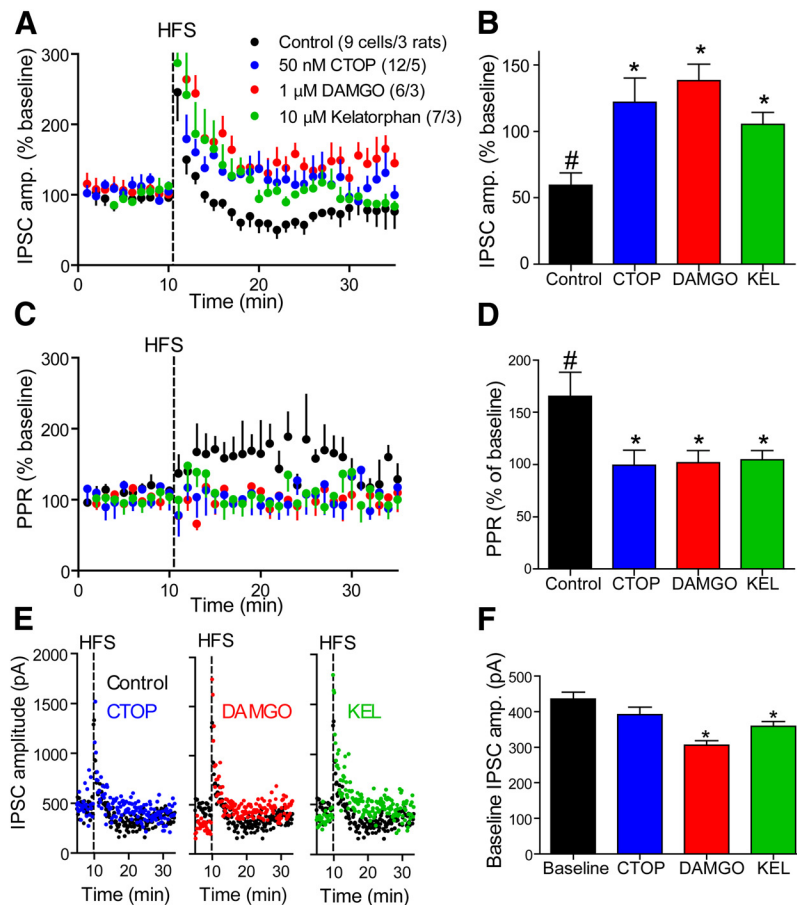 A
HFS
Control (9 cells/3 rats)
50 nM CTOP (12/5)
1 µM DAMGO (6/3)
10 µM Kelatorphan (7/3)
IPSC amp. (% baseline)
300
200
100
0
0
10
20
30
Time (min)
B
IPSC amp. (% baseline)
150
100
50
0
#
*
*
*
Control
CTOP
DAMGO
KEL
C
HFS
PPR (% baseline)
300
200
100
0
0
10
20
30
Time (min)
D
PPR (% of baseline)
200
150
100
50
0
#
*
*
*
Control
CTOP
DAMGO
KEL
E
IPSC amplitude (pA)
2000
1500
1000
500
0
HFS
Control
CTOP
10
20
30
Time (min)
HFS
DAMGO
10
20
30
Time (min)
HFS
KEL
10
20
30
Time (min)
F
Baseline IPSC amp. (pA)
500
400
300
200
100
0
*
*
Baseline
CTOP
DAMGO
KEL